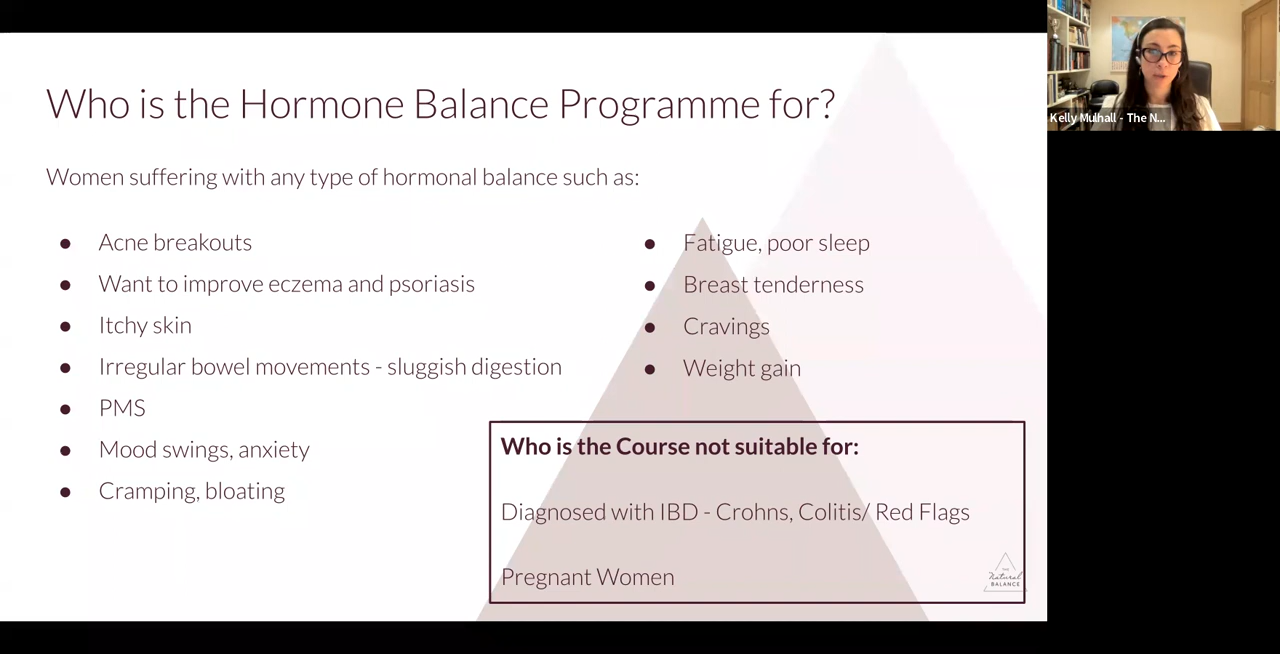 Who is the Hormone Balance Programme for?
Women suffering with any type of hormonal balance such as:
● Acne breakouts
● Want to improve eczema and psoriasis
● Itchy skin
● Irregular bowel movements - sluggish digestion
● PMS
● Mood swings, anxiety
● Cramping, bloating
● Fatigue, poor sleep
● Breast tenderness
● Cravings
● Weight gain
Who is the Course not suitable for:
Diagnosed with IBD - Crohns, Colitis/ Red Flags
Pregnant Women
THE
Natural
BALANCE
Kelly Mulhall - The N...